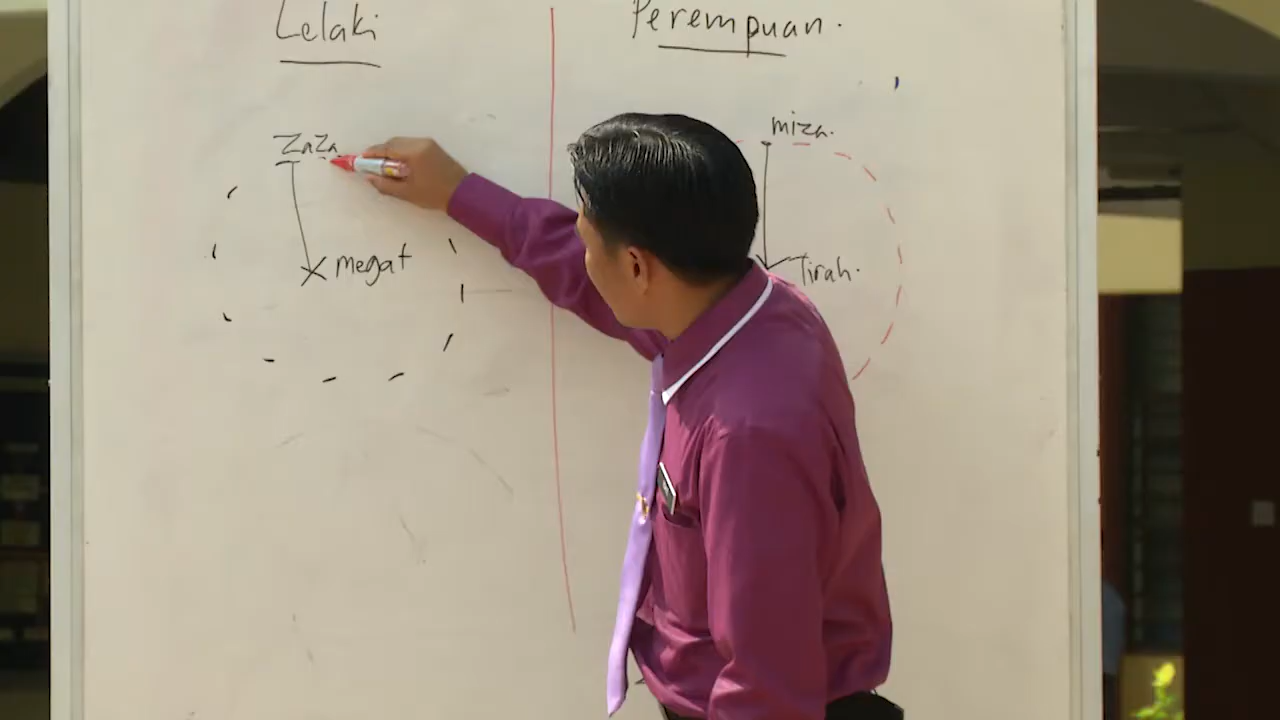 Lelaki
Perempuan.
ZaZa
miza.
megat
Tirah.